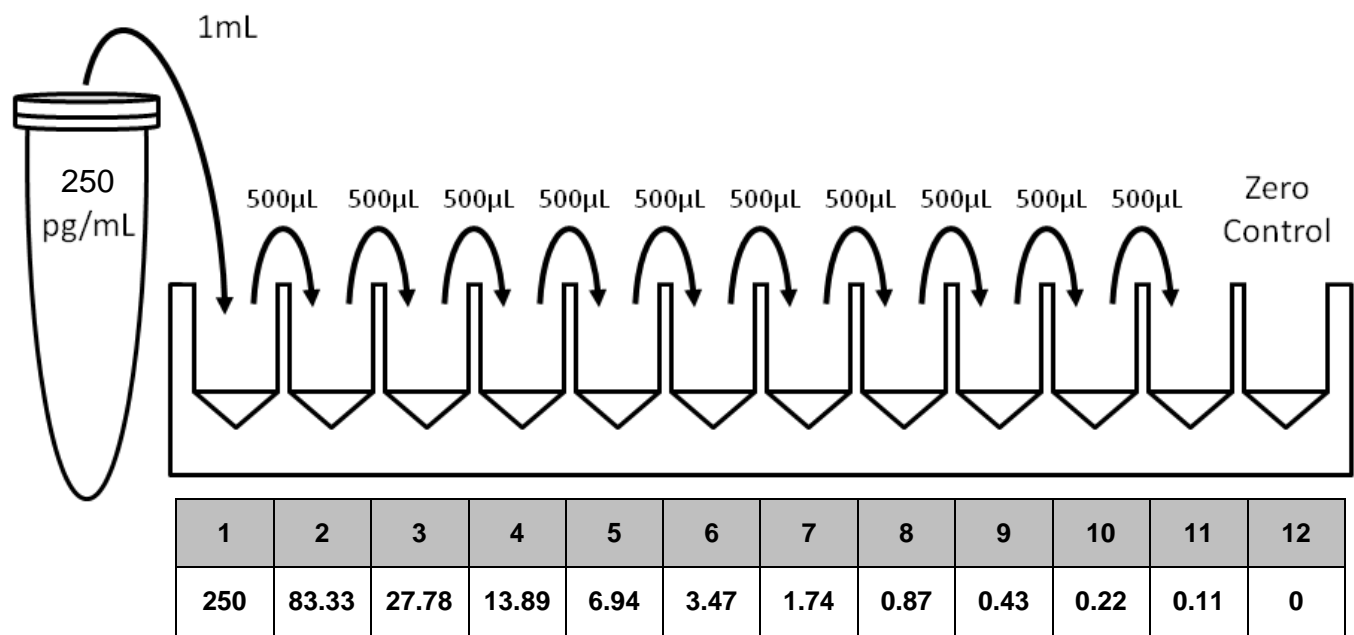 1mL
250
pg/mL
500µL 500µL 500µL 500µL 500µL 500µL 500µL 500µL 500µL 500µL
Zero
Control
1 2 3 4 5 6 7 8 9 10 11 12
250 83.33 27.78 13.89 6.94 3.47 1.74 0.87 0.43 0.22 0.11 0